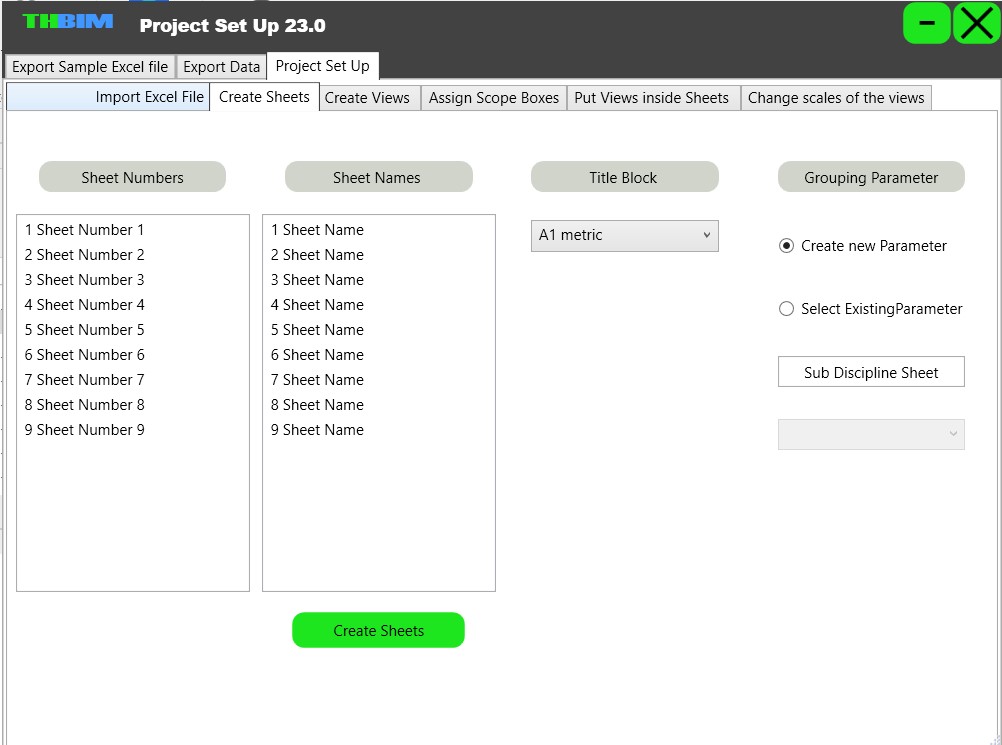 THBIM Project Set Up 23.0
Export Sample Excel file Export Data Project Set Up
Import Excel File Create Sheets Create Views Assign Scope Boxes Put Views inside Sheets Change scales of the views
Sheet Numbers Sheet Names Title Block Grouping Parameter
1 Sheet Number 1
2 Sheet Number 2
3 Sheet Number 3
4 Sheet Number 4
5 Sheet Number 5
6 Sheet Number 6
7 Sheet Number 7
8 Sheet Number 8
9 Sheet Number 9
1 Sheet Name
2 Sheet Name
3 Sheet Name
4 Sheet Name
5 Sheet Name
6 Sheet Name
7 Sheet Name
8 Sheet Name
9 Sheet Name
A1 metric
Create new Parameter
Select ExistingParameter
Sub Discipline Sheet
Create Sheets